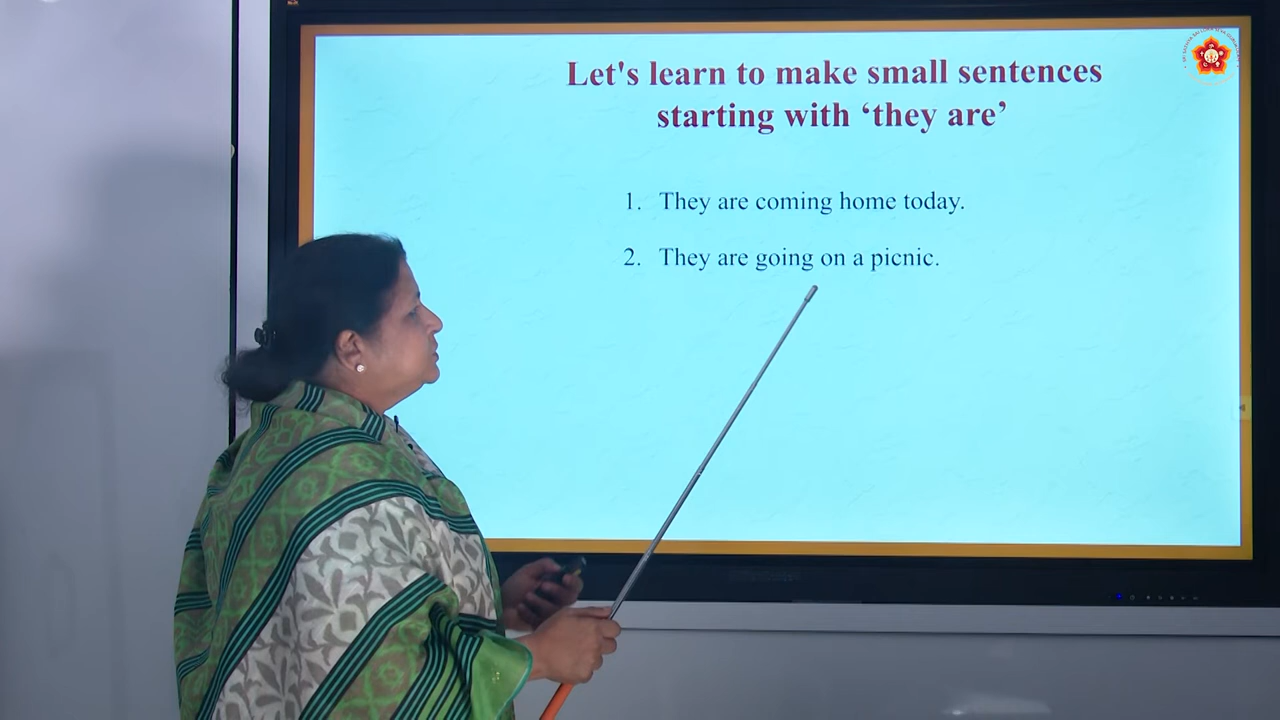 Let's learn to make small sentences
starting with ‘they are’
1. They are coming home today.
2. They are going on a picnic.